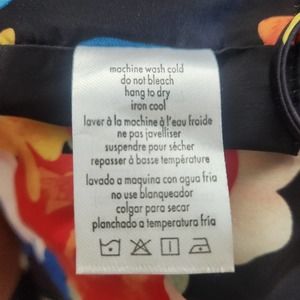 machine wash cold
do not bleach
hang to dry
iron cool
laver à la machine à l'eau froide
ne pas javelliser
suspendre pour sécher
repasser à basse température
lavado a maquina con agua fria
no use blanqueador
colgar para secar
planchado a temperatura fria